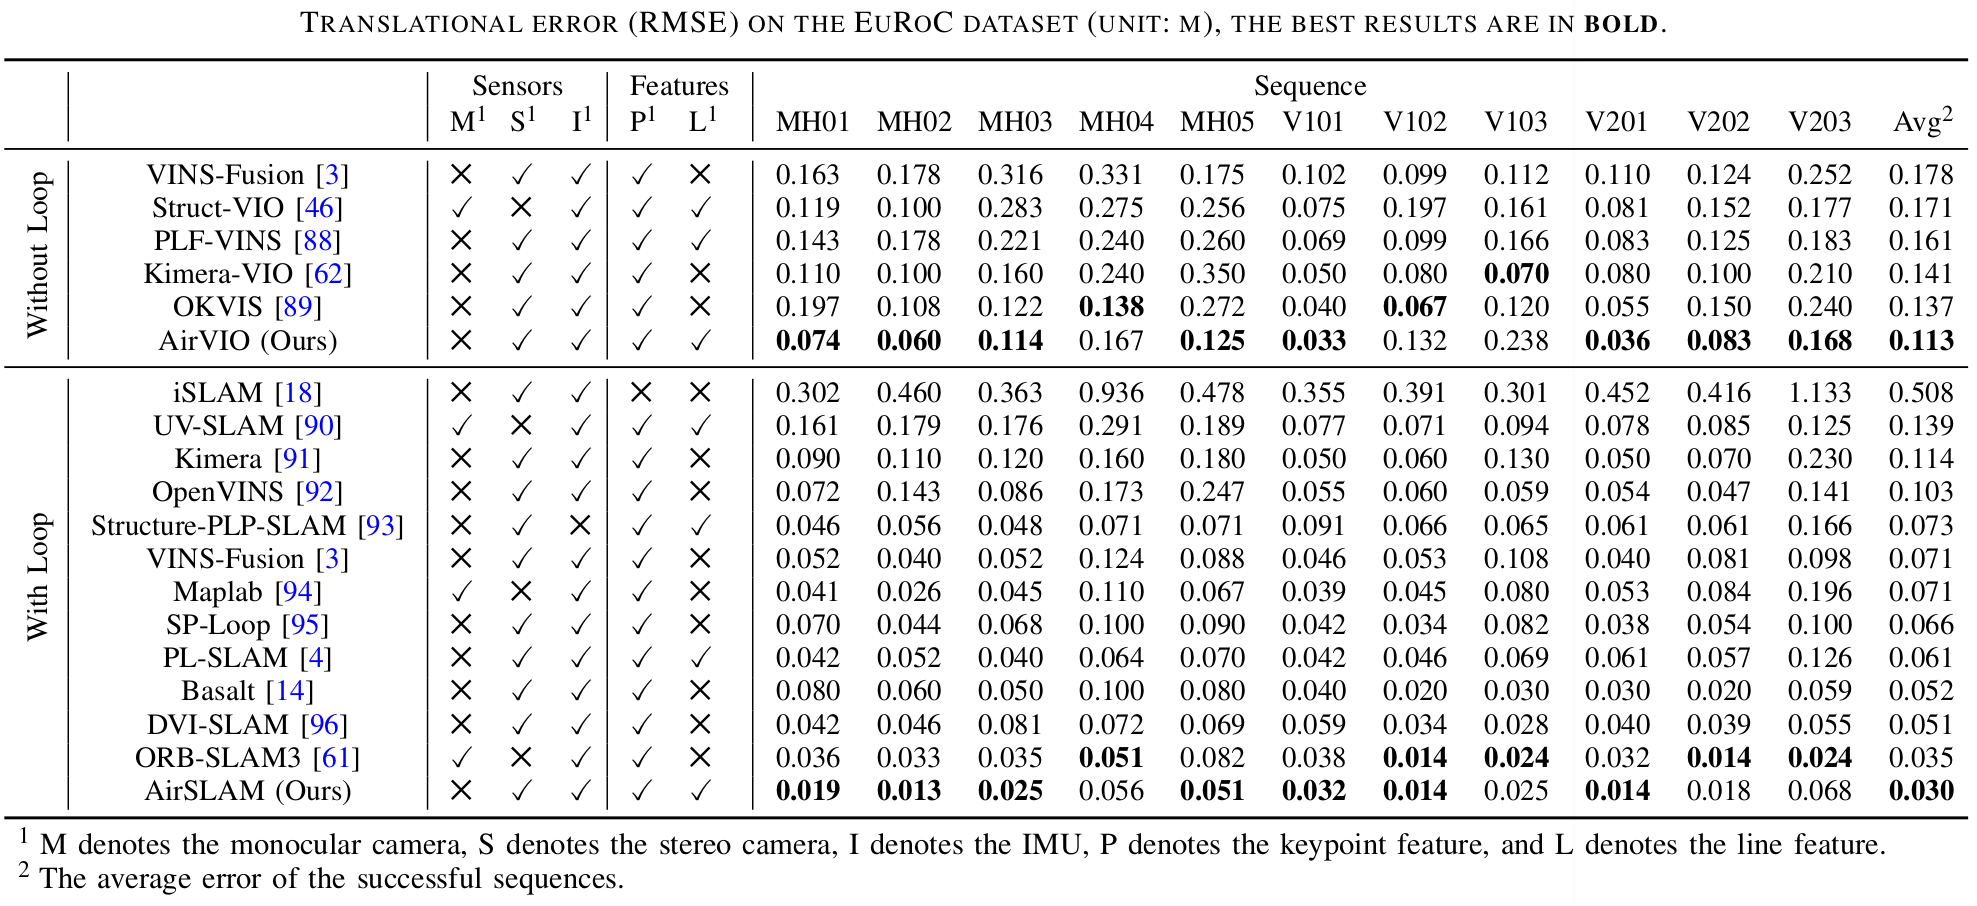 TRANSLATIONAL ERROR (RMSE) ON THE EUROC DATASET (UNIT: M), THE BEST RESULTS ARE IN BOLD.
Sensors Features Sequence
M¹ S¹ I¹ P¹ L¹ MH01 MH02 MH03 MH04 MH05 V101 V102 V103 V201 V202 V203 Avg²
Without Loop
VINS-Fusion [3] ✕ ✓ ✓ ✓ ✕ 0.163 0.178 0.316 0.331 0.175 0.102 0.099 0.112 0.110 0.124 0.252 0.178
Struct-VIO [46] ✓ ✕ ✓ ✓ ✓ 0.119 0.100 0.283 0.275 0.256 0.075 0.197 0.161 0.081 0.152 0.177 0.171
PLF-VINS [88] ✕ ✓ ✓ ✓ ✓ 0.143 0.178 0.221 0.240 0.260 0.069 0.099 0.166 0.083 0.125 0.183 0.161
Kimera-VIO [62] ✕ ✓ ✓ ✓ ✕ 0.110 0.100 0.160 0.240 0.350 0.050 0.080 0.070 0.080 0.100 0.210 0.141
OKVIS [89] ✕ ✓ ✓ ✓ ✕ 0.197 0.108 0.122 0.138 0.272 0.040 0.067 0.120 0.055 0.150 0.240 0.137
AirVIO (Ours) ✕ ✓ ✓ ✓ ✓ 0.074 0.060 0.114 0.167 0.125 0.033 0.132 0.238 0.036 0.083 0.168 0.113
With Loop
iSLAM [18] ✕ ✓ ✓ ✕ ✕ 0.302 0.460 0.363 0.936 0.478 0.355 0.391 0.301 0.452 0.416 1.133 0.508
UV-SLAM [90] ✓ ✕ ✓ ✓ ✓ 0.161 0.179 0.176 0.291 0.189 0.077 0.071 0.094 0.078 0.085 0.125 0.139
Kimera [91] ✕ ✓ ✓ ✓ ✕ 0.090 0.110 0.120 0.160 0.180 0.050 0.060 0.130 0.050 0.070 0.230 0.114
OpenVINS [92] ✕ ✓ ✓ ✓ ✕ 0.072 0.143 0.086 0.173 0.247 0.055 0.060 0.059 0.054 0.047 0.141 0.103
Structure-PLP-SLAM [93] ✕ ✓ ✕ ✓ ✓ 0.046 0.056 0.048 0.071 0.071 0.091 0.066 0.065 0.061 0.061 0.166 0.073
VINS-Fusion [3] ✕ ✓ ✓ ✓ ✕ 0.052 0.040 0.052 0.124 0.088 0.046 0.053 0.108 0.040 0.081 0.098 0.071
Maplab [94] ✓ ✕ ✓ ✓ ✕ 0.041 0.026 0.045 0.110 0.067 0.039 0.045 0.080 0.053 0.084 0.196 0.071
SP-Loop [95] ✕ ✓ ✓ ✓ ✕ 0.070 0.044 0.068 0.100 0.090 0.042 0.034 0.082 0.038 0.054 0.100 0.066
PL-SLAM [4] ✕ ✓ ✓ ✓ ✓ 0.042 0.052 0.040 0.064 0.070 0.042 0.046 0.069 0.061 0.057 0.126 0.061
Basalt [14] ✕ ✓ ✓ ✓ ✕ 0.080 0.060 0.050 0.100 0.080 0.040 0.020 0.030 0.030 0.020 0.059 0.052
DVI-SLAM [96] ✕ ✓ ✓ ✓ ✕ 0.042 0.046 0.081 0.072 0.069 0.059 0.034 0.028 0.040 0.039 0.055 0.051
ORB-SLAM3 [61] ✓ ✕ ✓ ✓ ✕ 0.036 0.033 0.035 0.051 0.082 0.038 0.014 0.024 0.032 0.014 0.024 0.035
AirSLAM (Ours) ✕ ✓ ✓ ✓ ✓ 0.019 0.013 0.025 0.056 0.051 0.032 0.014 0.025 0.014 0.018 0.068 0.030
¹ M denotes the monocular camera, S denotes the stereo camera, I denotes the IMU, P denotes the keypoint feature, and L denotes the line feature.
² The average error of the successful sequences.